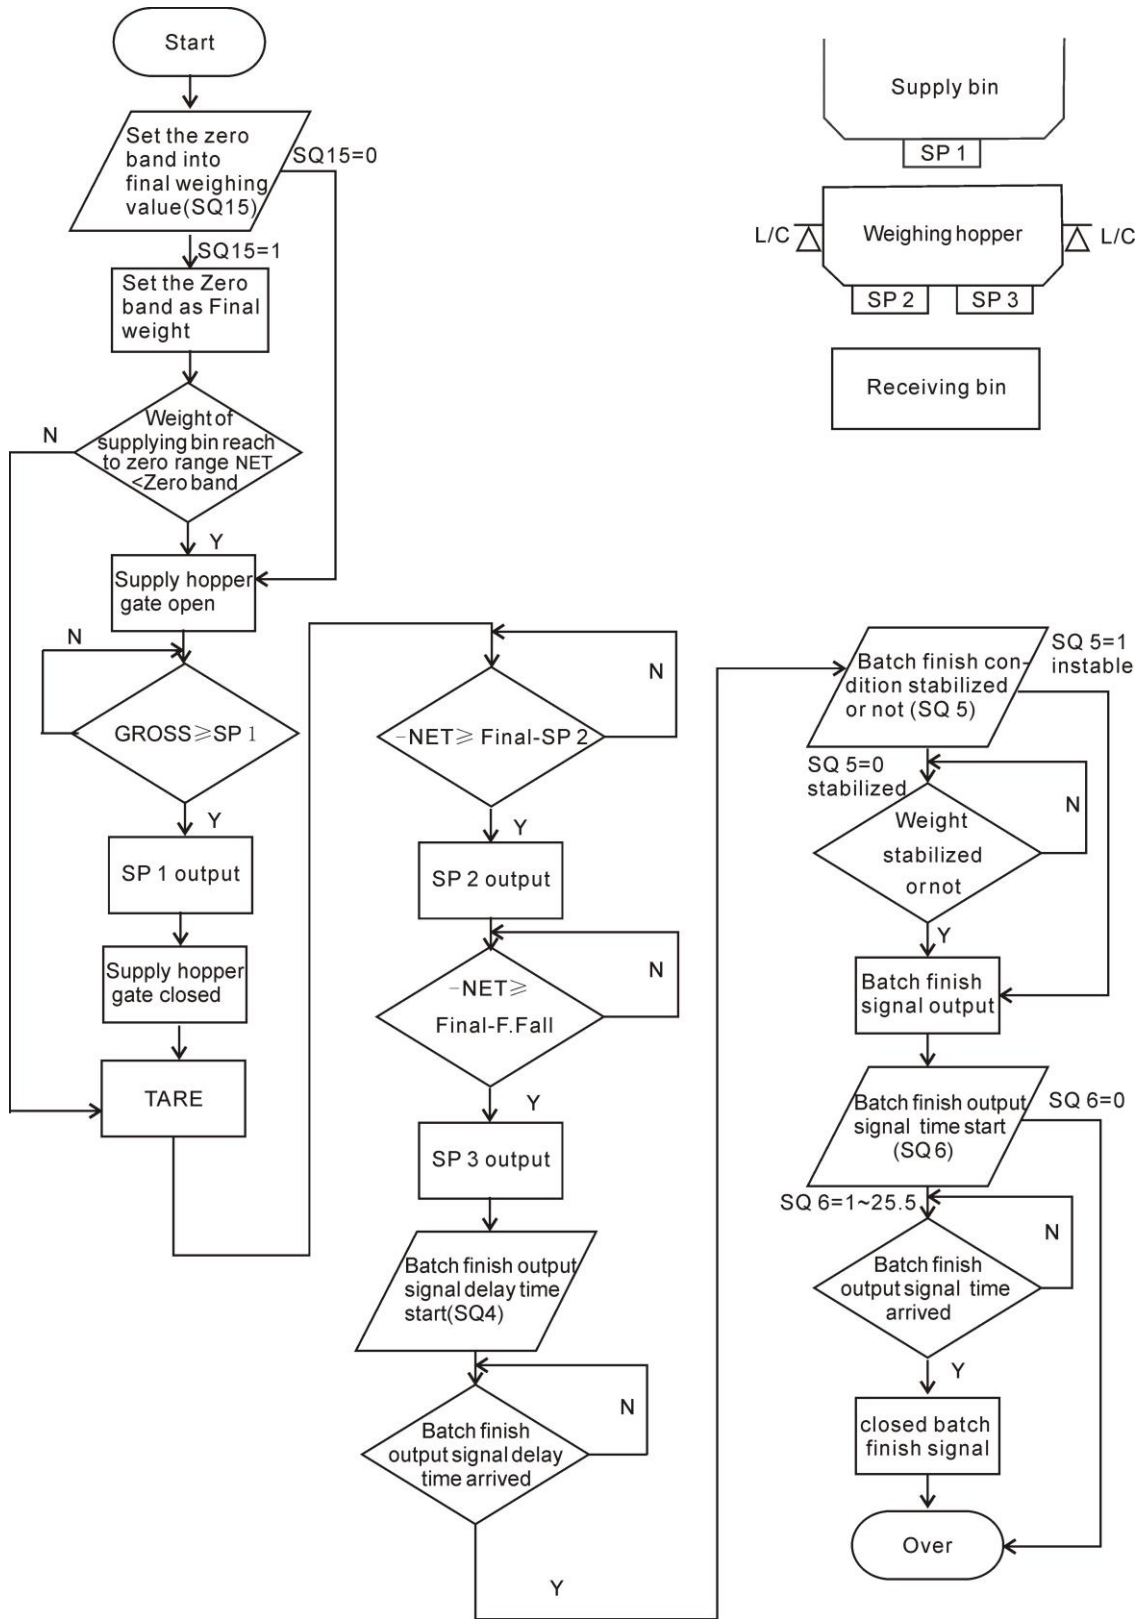 Start
Set the zero
band into
final weighing
value(SQ15)
SQ15=0
SQ15=1
Set the Zero
band as Final
weight
Weight of
supplying bin reach
to zero range NET
<Zero band
N
Y
Supply hopper
gate open
N
GROSS≥SP 1
Y
SP 1 output
Supply hopper
gate closed
TARE
-NET≥ Final-SP 2
N
Y
SP 2 output
-NET≥
Final-F.Fall
N
Y
SP 3 output
Batch finish output
signal delay time
start(SQ4)
Batch finish
output signal delay
time arrived
N
Y
Supply bin
SP 1
L/C
Weighing hopper
L/C
SP 2
SP 3
Receiving bin
Batch finish con-
dition stabilized
or not (SQ 5)
SQ 5=1
instable
SQ 5=0
stabilized
Weight
stabilized
or not
N
Y
Batch finish
signal output
Batch finish output
signal time start
(SQ 6)
SQ 6=0
SQ 6=1~25.5
Batch finish
output signal time
arrived
N
Y
closed batch
finish signal
Over